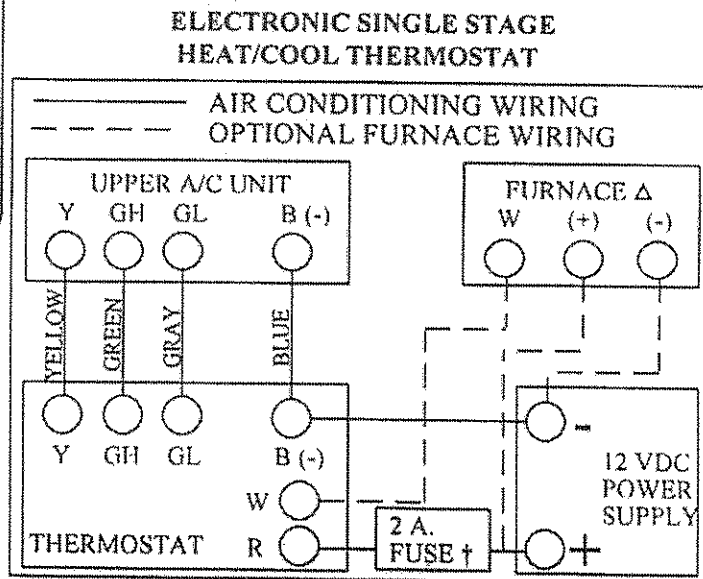 ELECTRONIC SINGLE STAGE
HEAT/COOL THERMOSTAT
AIR CONDITIONING WIRING
OPTIONAL FURNACE WIRING
UPPER A/C UNIT
Y GH GL B (-)
FURNACE Δ
W (+) (-)
YELLOW
GREEN
GRAY
BLUE
Y GH GL B (-)
W
THERMOSTAT R
2 A.
FUSE †
-
+
12 VDC
POWER
SUPPLY